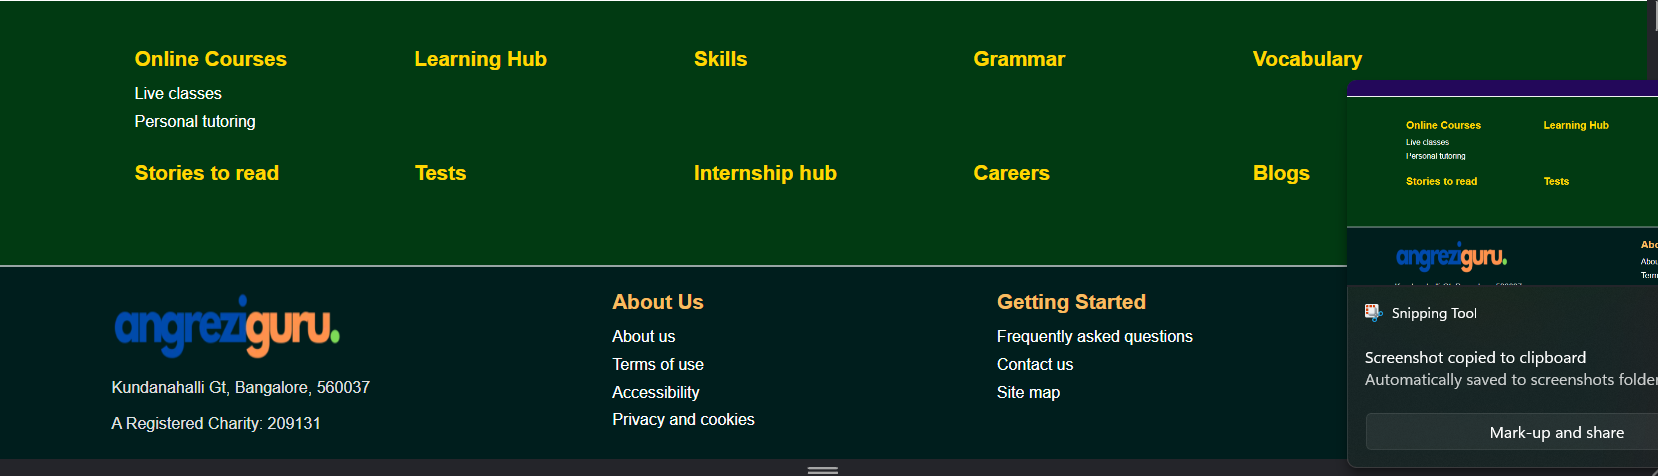 Online Courses
Learning Hub
Skills
Grammar
Vocabulary
Live classes
Personal tutoring
Stories to read
Tests
Internship hub
Careers
Blogs
angreziguru.
Kundanahalli Gt, Bangalore, 560037
A Registered Charity: 209131
About Us
About us
Terms of use
Accessibility
Privacy and cookies
Getting Started
Frequently asked questions
Contact us
Site map
Online Courses
Learning Hub
Live classes
Personal tutoring
Stories to read
Tests
angreziguru.
Snipping Tool
Screenshot copied to clipboard
Automatically saved to screenshots folder
Mark-up and share